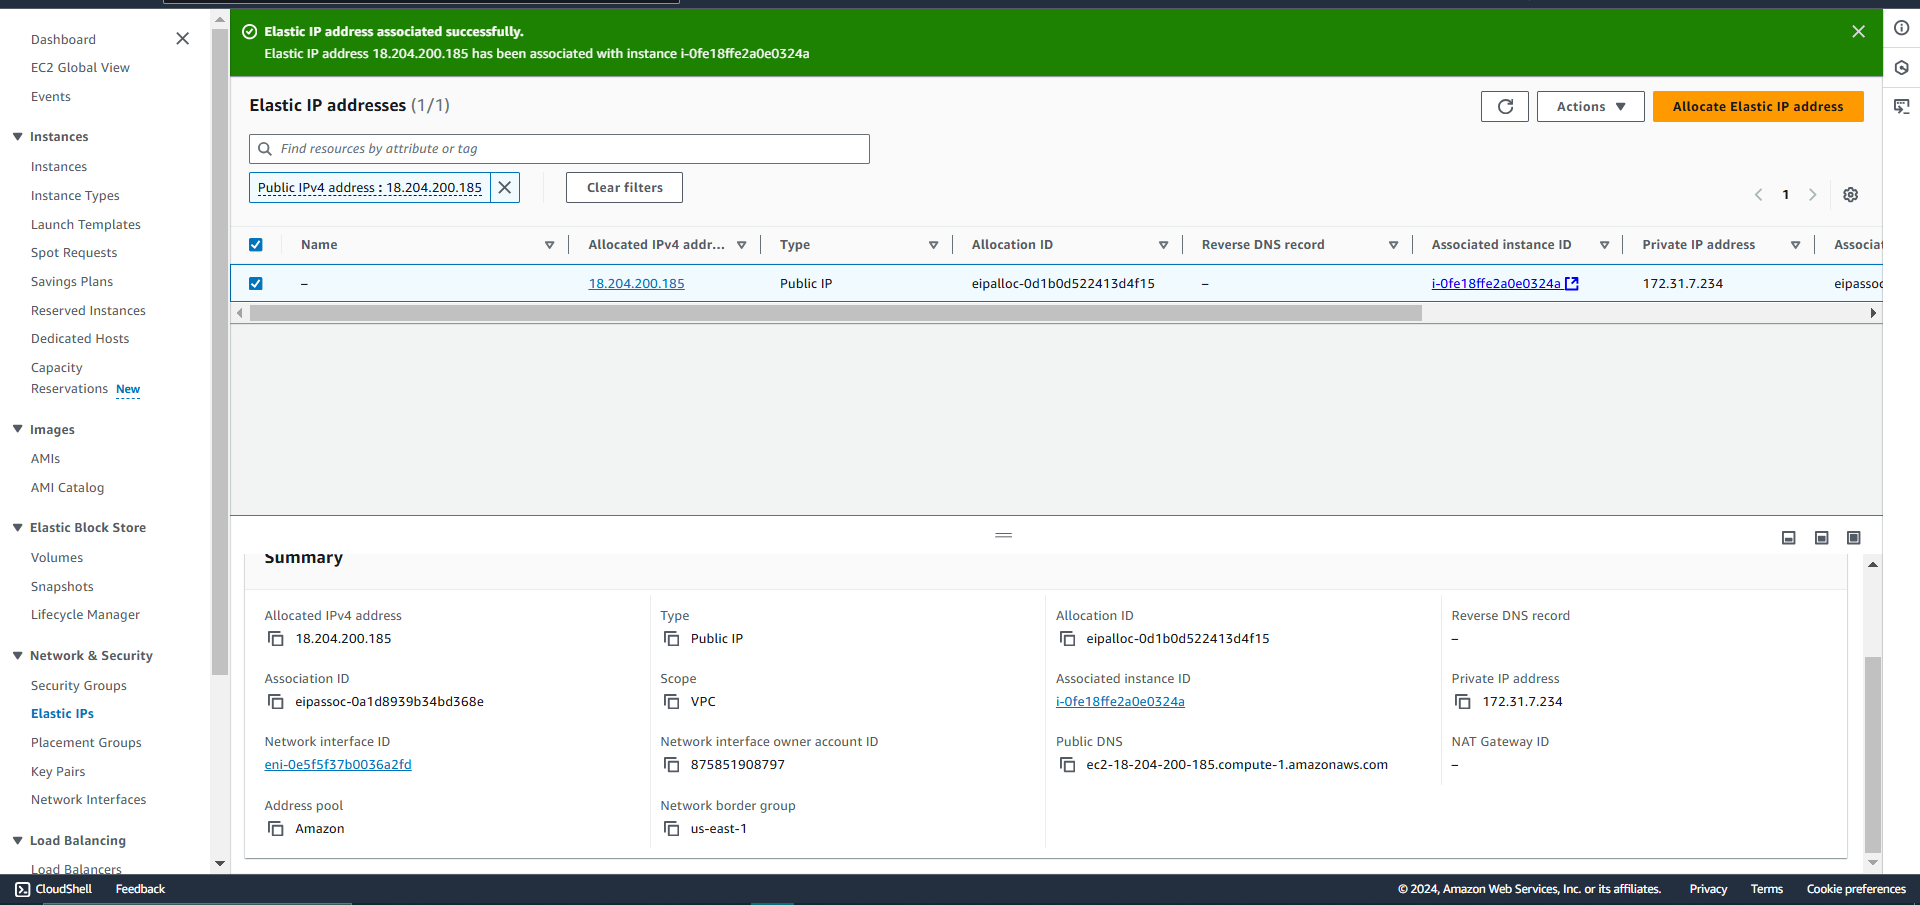 Dashboard
EC2 Global View
Events
Instances
Instances
Instance Types
Launch Templates
Spot Requests
Savings Plans
Reserved Instances
Dedicated Hosts
Capacity
Reservations New
Images
AMIs
AMI Catalog
Elastic Block Store
Volumes
Snapshots
Lifecycle Manager
Network & Security
Security Groups
Elastic IPs
Placement Groups
Key Pairs
Network Interfaces
Load Balancing
Load Balancers
Elastic IP address associated successfully.
Elastic IP address 18.204.200.185 has been associated with instance i-0fe18ffe2a0e0324a
Elastic IP addresses (1/1)
Actions
Allocate Elastic IP address
Find resources by attribute or tag
Public IPv4 address : 18.204.200.185
Clear filters
1
Name Allocated IPv4 addr... Type Allocation ID Reverse DNS record Associated instance ID Private IP address Associat
– 18.204.200.185 Public IP eipalloc-0d1b0d522413d4f15 – i-0fe18ffe2a0e0324a 172.31.7.234 eipassoc
Summary
Allocated IPv4 address Type Allocation ID Reverse DNS record
18.204.200.185 Public IP eipalloc-0d1b0d522413d4f15 –
Association ID Scope Associated instance ID Private IP address
eipassoc-0a1d8939b34bd368e VPC i-0fe18ffe2a0e0324a 172.31.7.234
Network interface ID Network interface owner account ID Public DNS NAT Gateway ID
eni-0e5f5f37b0036a2fd 875851908797 ec2-18-204-200-185.compute-1.amazonaws.com –
Address pool Network border group
Amazon us-east-1
CloudShell Feedback © 2024, Amazon Web Services, Inc. or its affiliates. Privacy Terms Cookie preferences